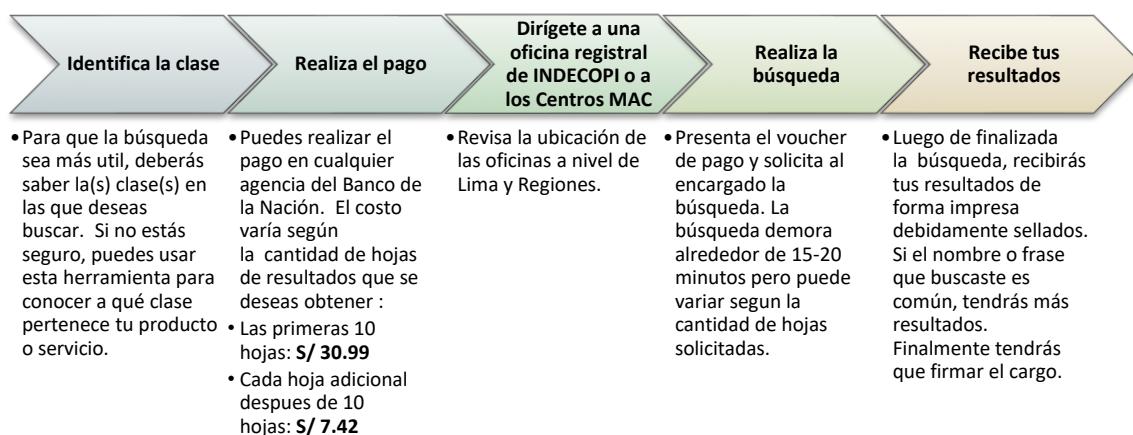 Identifica la clase
Realiza el pago
Dirígete a una
oficina registral
de INDECOPI o a
los Centros MAC
Realiza la
búsqueda
Recibe tus
resultados
•Para que la búsqueda
sea más util, deberás
saber la(s) clase(s) en
las que deseas
buscar. Si no estás
seguro, puedes usar
esta herramienta para
conocer a qué clase
pertenece tu producto
o servicio.
•Puedes realizar el
pago en cualquier
agencia del Banco de
la Nación. El costo
varía según
la cantidad de hojas
de resultados que se
deseas obtener :
• Las primeras 10
hojas: S/ 30.99
• Cada hoja adicional
despues de 10
hojas: S/ 7.42
•Revisa la ubicación de
las oficinas a nivel de
Lima y Regiones.
•Presenta el voucher
de pago y solicita al
encargado la
búsqueda. La
búsqueda demora
alrededor de 15-20
minutos pero puede
variar segun la
cantidad de hojas
solicitadas.
•Luego de finalizada
la búsqueda, recibirás
tus resultados de
forma impresa
debidamente sellados.
Si el nombre o frase
que buscaste es
común, tendrás más
resultados.
Finalmente tendrás
que firmar el cargo.